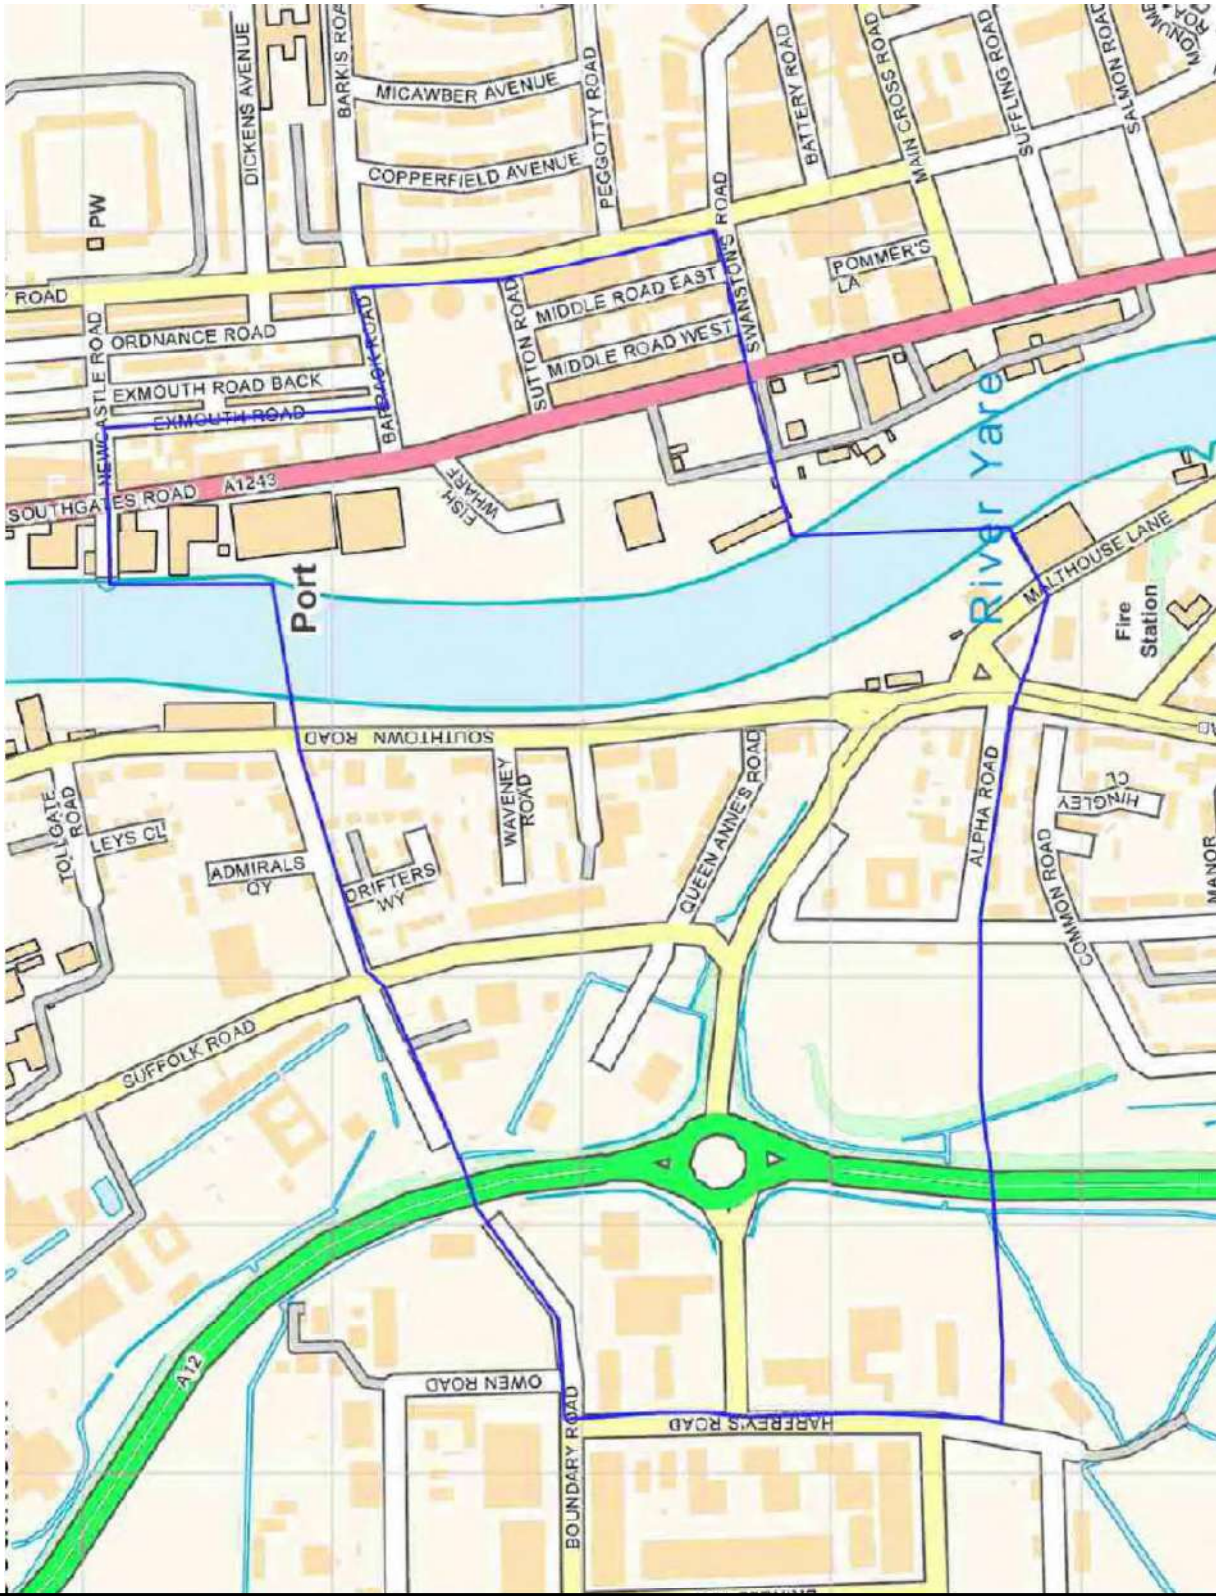 DICKENS AVENUE
BARKIS ROA
MICAWBER AVENUE
PEGGOTTY ROAD
BATTERY ROAD
MAIN CROSS ROAD
SUFFLING ROAD
SALMON ROAD
COPPERFIELD AVENUE
PW
SWANSTON'S ROAD
POMMER'S
LA
ROAD
ORDNANCE ROAD
MIDDLE ROAD EAST
BARRACK ROAD
SUTTON ROAD
MIDDLE ROAD WEST
EXMOUTH ROAD BACK
EXMOUTH ROAD
NEWCASTLE ROAD
SOUTHGATES ROAD
A1243
FISH
WHARF
River Yare
Port
MALTHOUSE LANE
Fire
Station
SOUTHTOWN ROAD
TOLLGATE
ROAD
LEYS CL
ADMIRALS
QY
DRIFTERS
WY
WAVENEY
ROAD
QUEEN ANNE'S ROAD
ALPHA ROAD
HINGLEY
CL
COMMON ROAD
MANOR
SUFFOLK ROAD
A12
OWEN ROAD
BOUNDARY ROAD
HARFREY'S ROAD